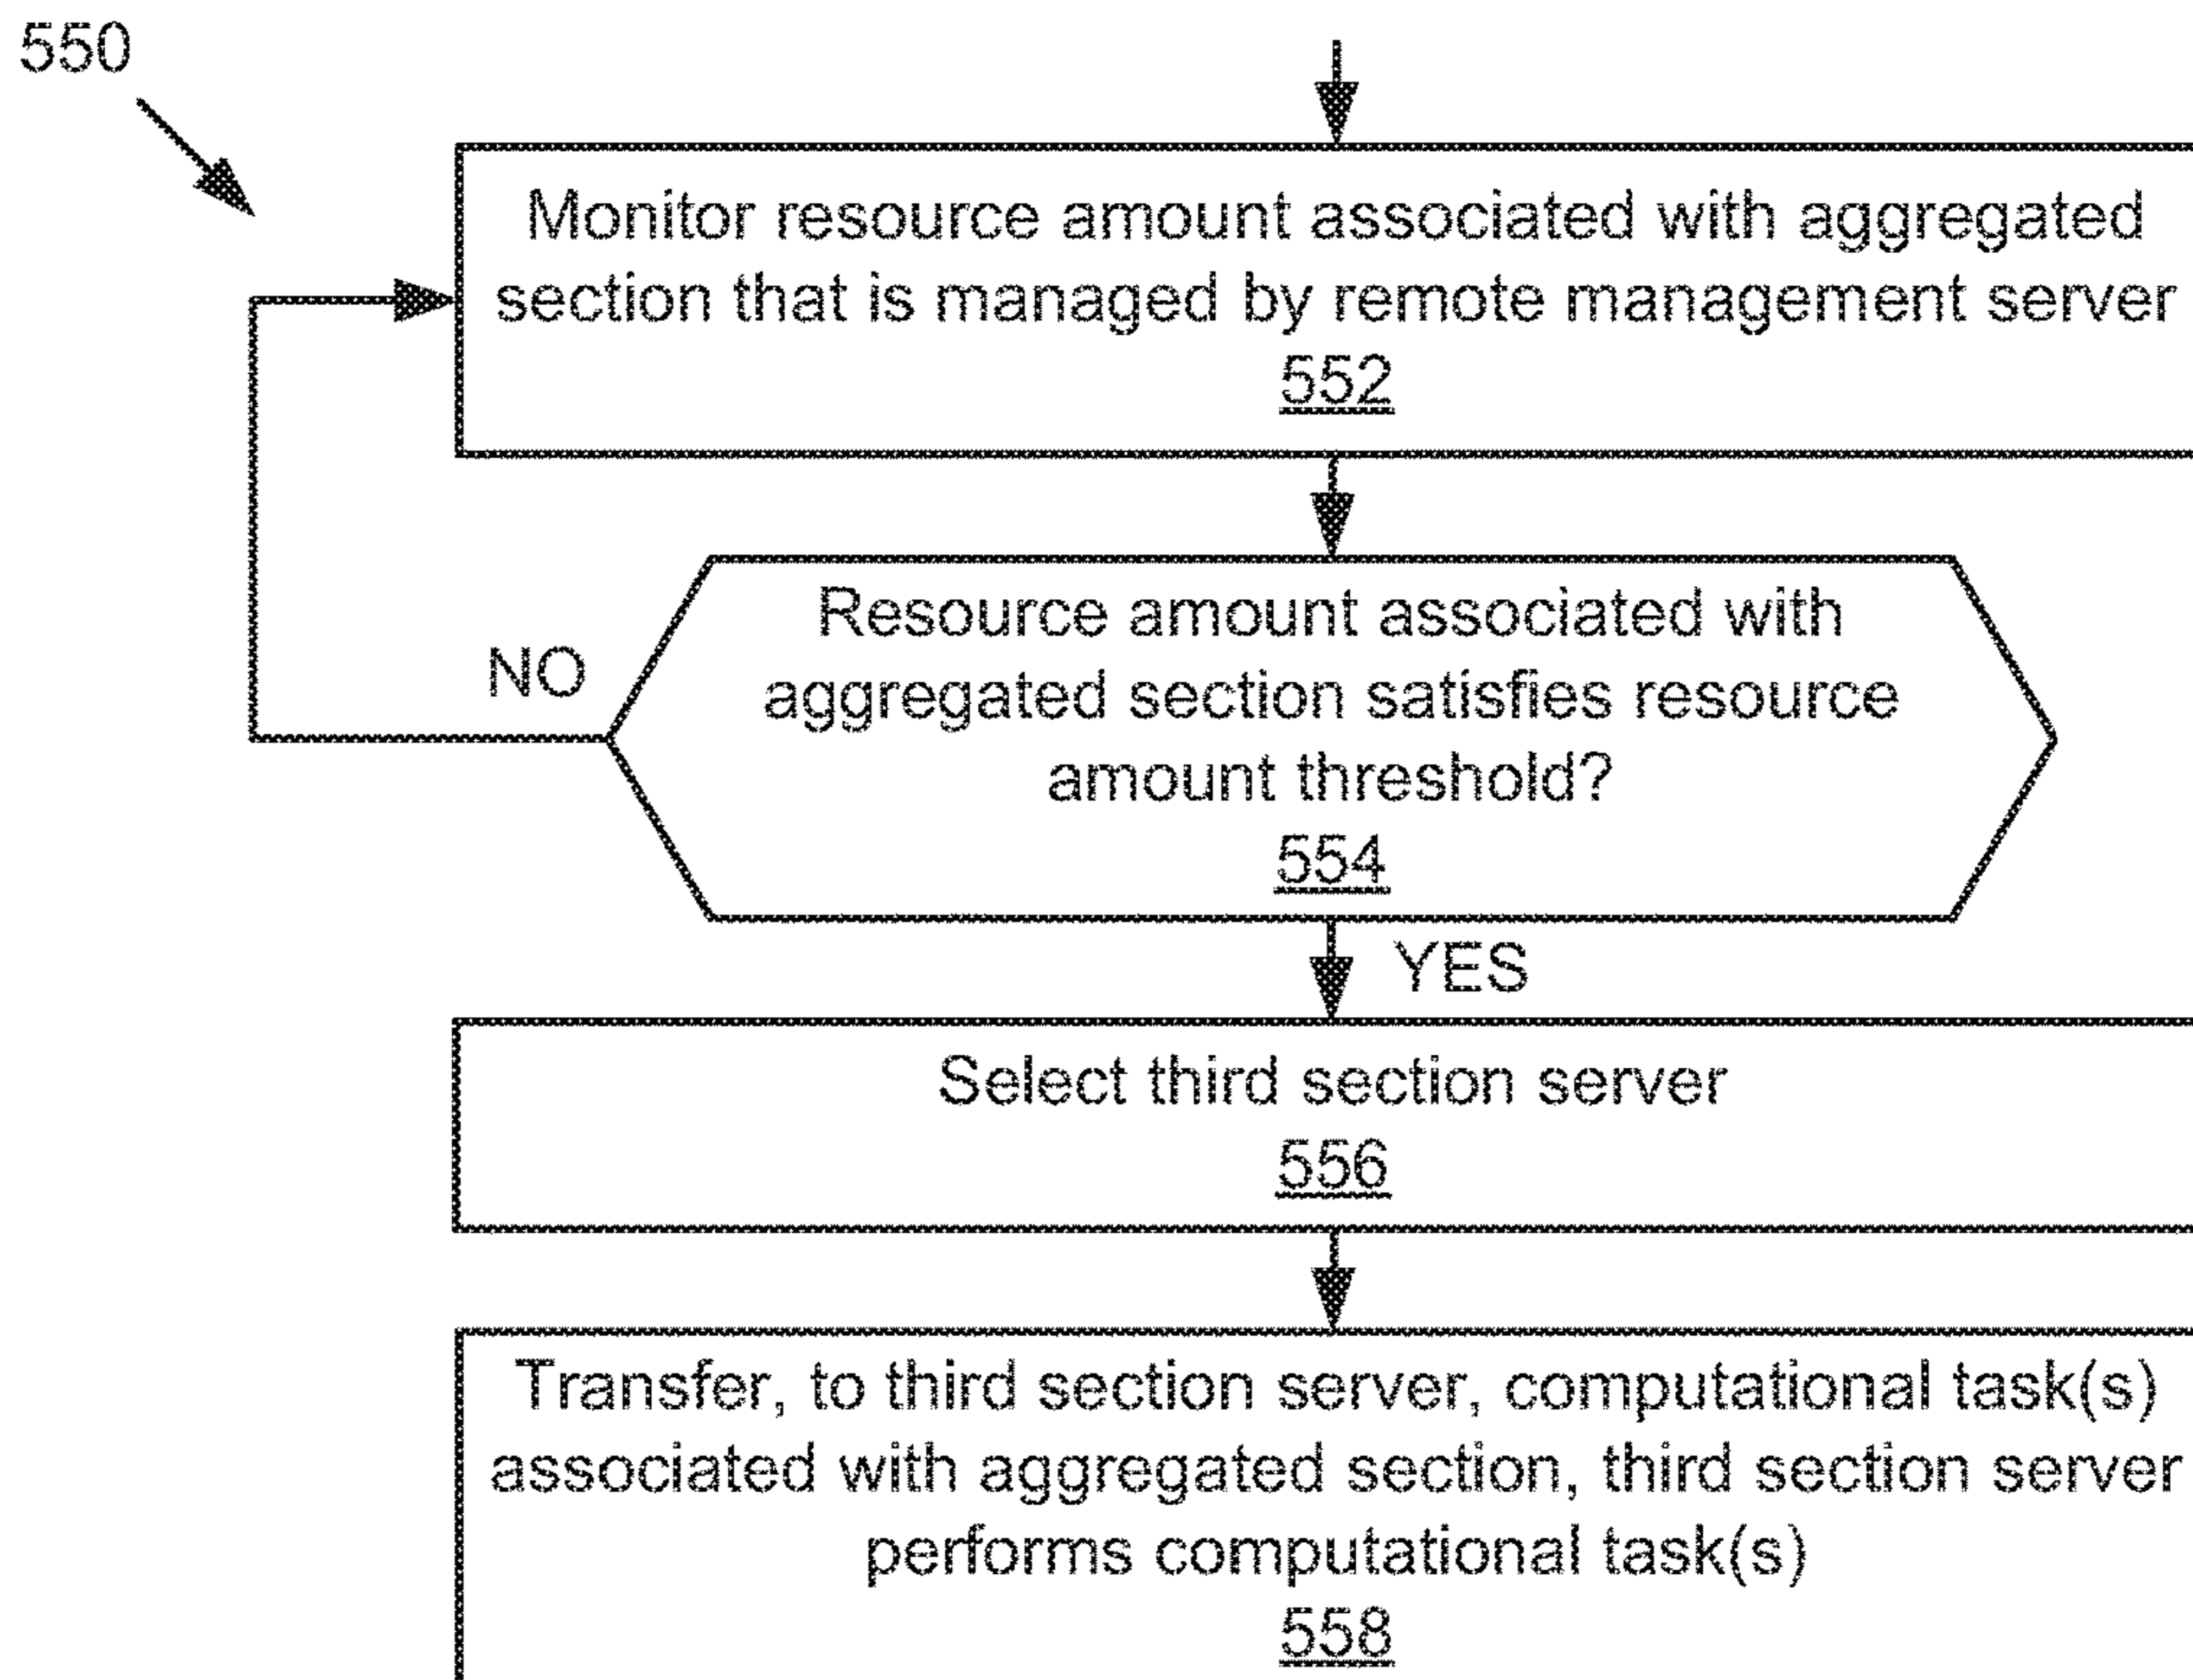 550
Monitor resource amount associated with aggregated
section that is managed by remote management server
552
Resource amount associated with
aggregated section satisfies resource
amount threshold?
554
NO
YES
Select third section server
556
Transfer, to third section server, computational task(s)
associated with aggregated section, third section server
performs computational task(s)
558